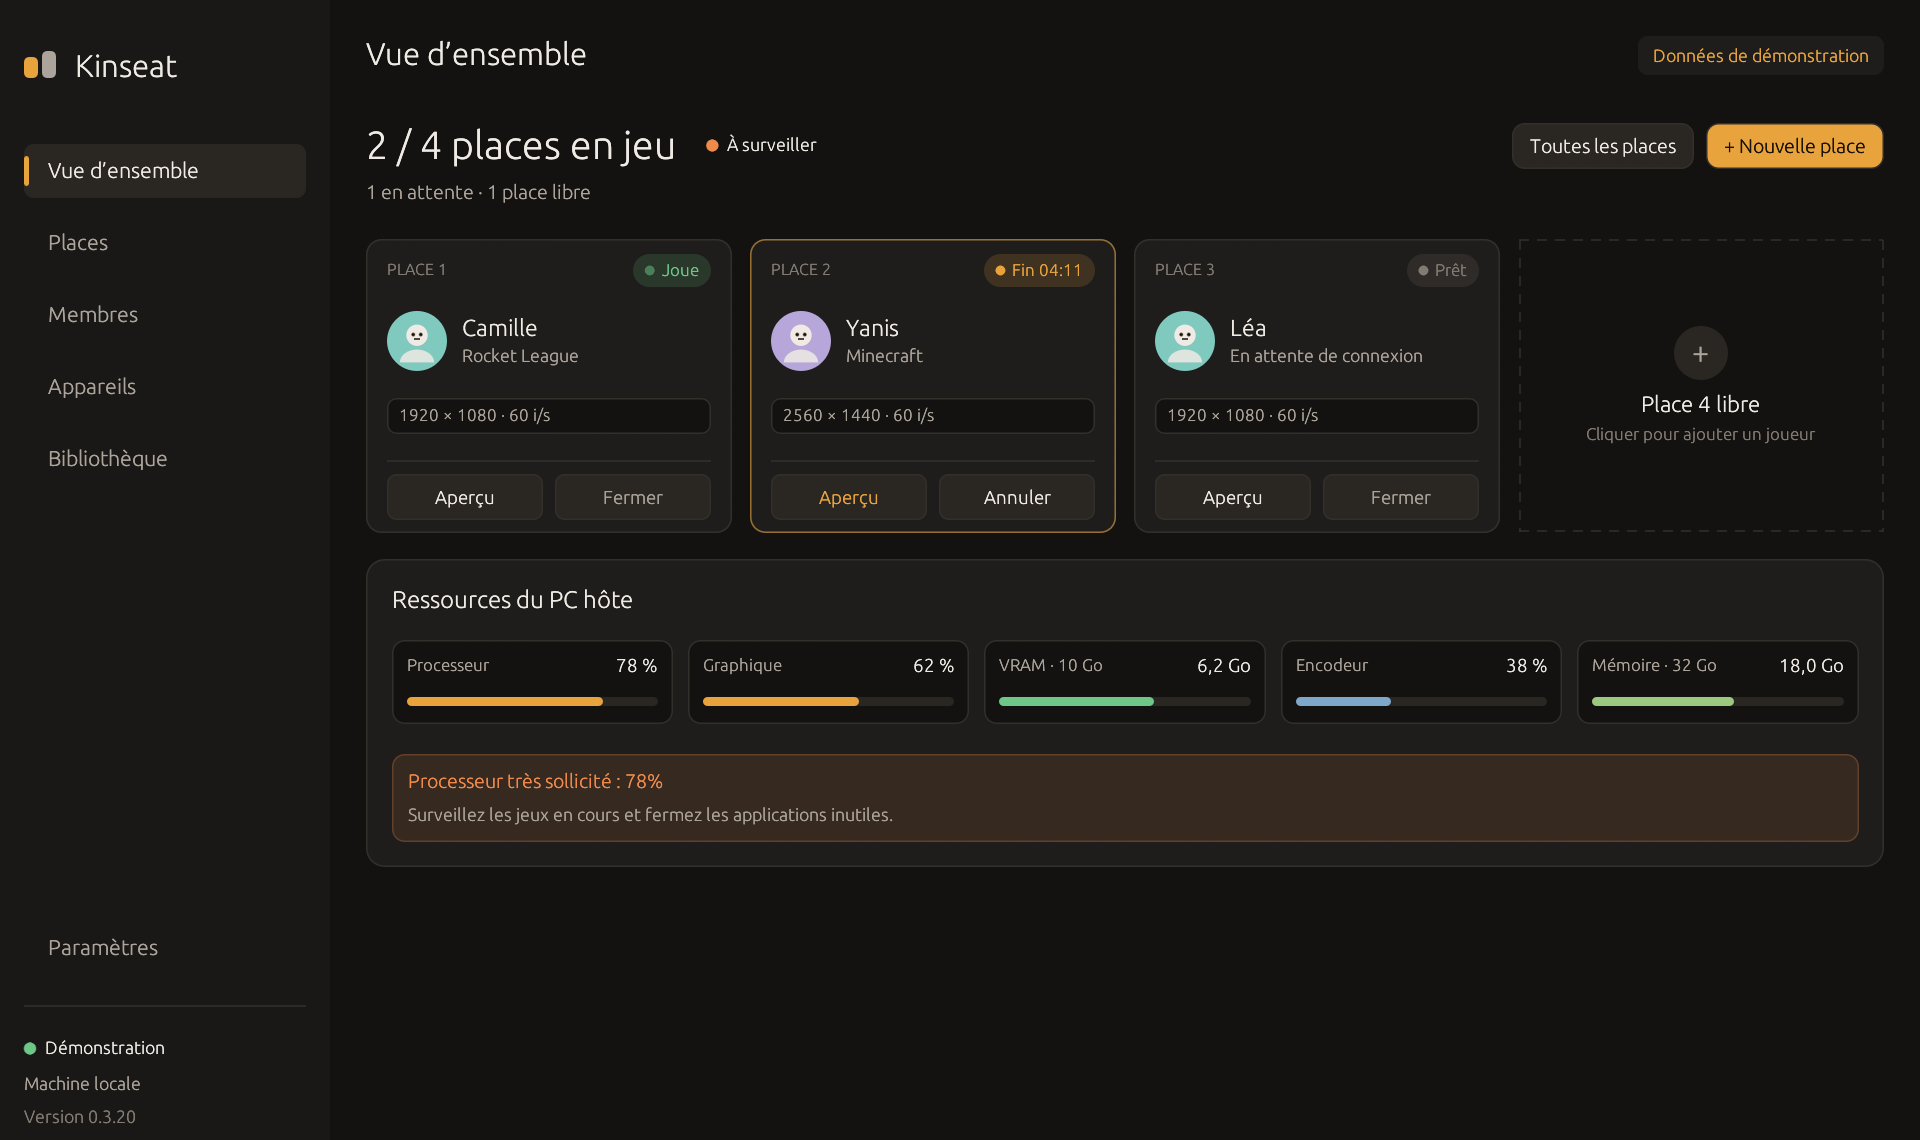 Kinseat
Vue d’ensemble
Places
Membres
Appareils
Bibliothèque
Paramètres
Démonstration
Machine locale
Version 0.3.20
Vue d’ensemble
Données de démonstration
2 / 4 places en jeu
À surveiller
1 en attente · 1 place libre
Toutes les places
+ Nouvelle place
PLACE 1
Joue
Camille
Rocket League
1920 × 1080 · 60 i/s
Aperçu
Fermer
PLACE 2
Fin 04:11
Yanis
Minecraft
2560 × 1440 · 60 i/s
Aperçu
Annuler
PLACE 3
Prêt
Léa
En attente de connexion
1920 × 1080 · 60 i/s
Aperçu
Fermer
+
Place 4 libre
Cliquer pour ajouter un joueur
Ressources du PC hôte
Processeur 78 %
Graphique 62 %
VRAM · 10 Go 6,2 Go
Encodeur 38 %
Mémoire · 32 Go 18,0 Go
Processeur très sollicité : 78%
Surveillez les jeux en cours et fermez les applications inutiles.